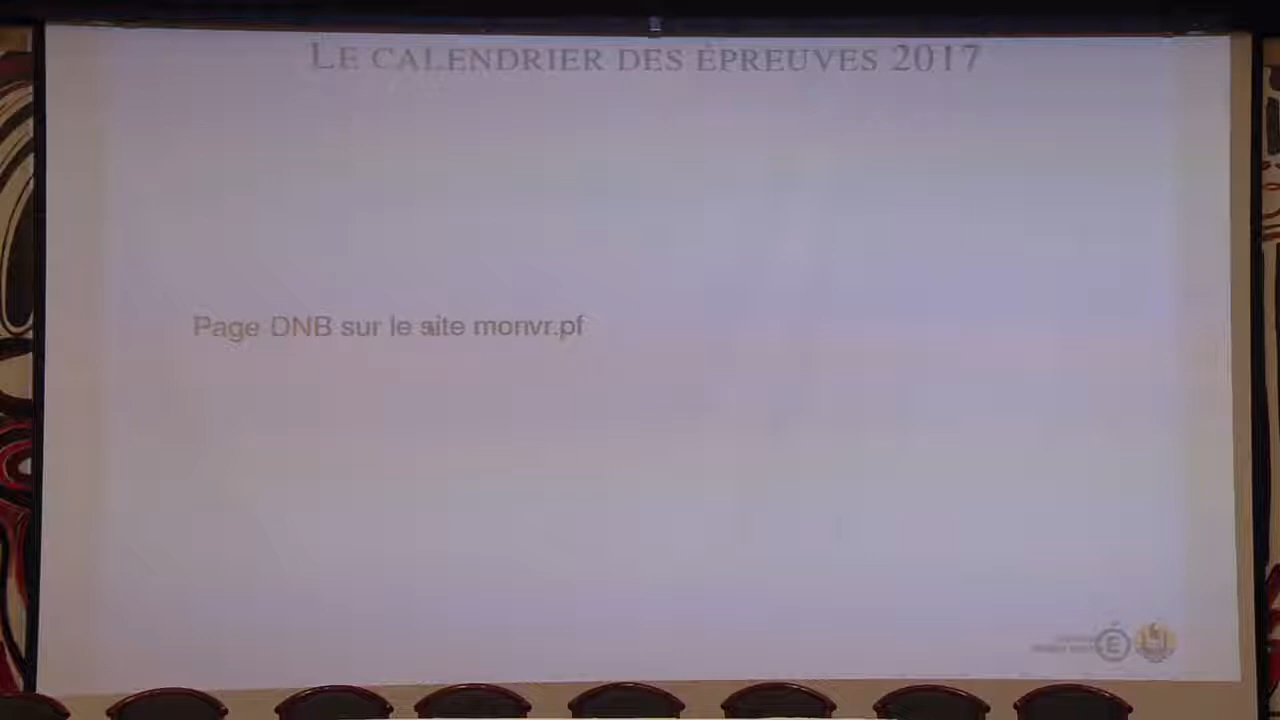 LE CALENDRIER DES ÉPREUVES 2017
Page DNB sur le site monvr.pf
É